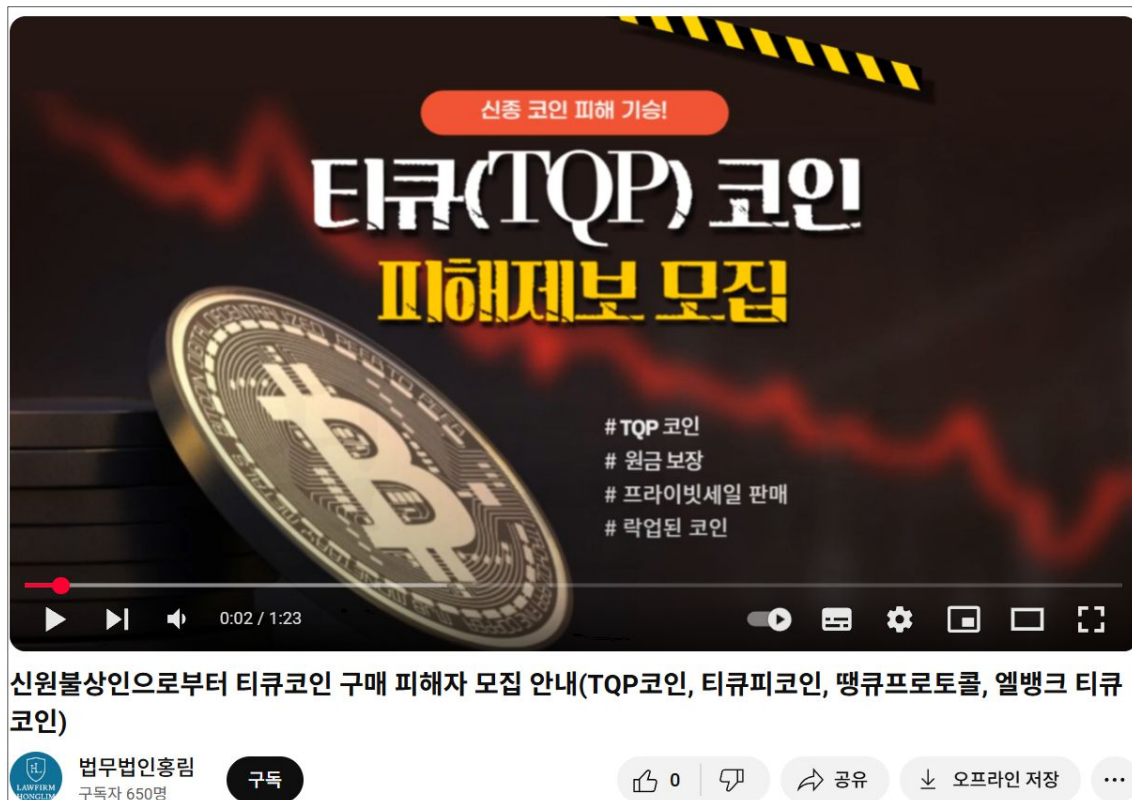 신종 코인 피해 기승!
티큐(TQP) 코인
피해제보 모집
# TQP 코인
# 원금 보장
# 프라이빗세일 판매
# 락업된 코인
0:02 / 1:23
신원불상인으로부터 티큐코인 구매 피해자 모집 안내(TQP코인, 티큐피코인, 땡큐프로토콜, 엘뱅크 티큐
코인)
법무법인홍림
구독자 650명
구독
0
공유
오프라인 저장
LAWFIRM
HONGLIM